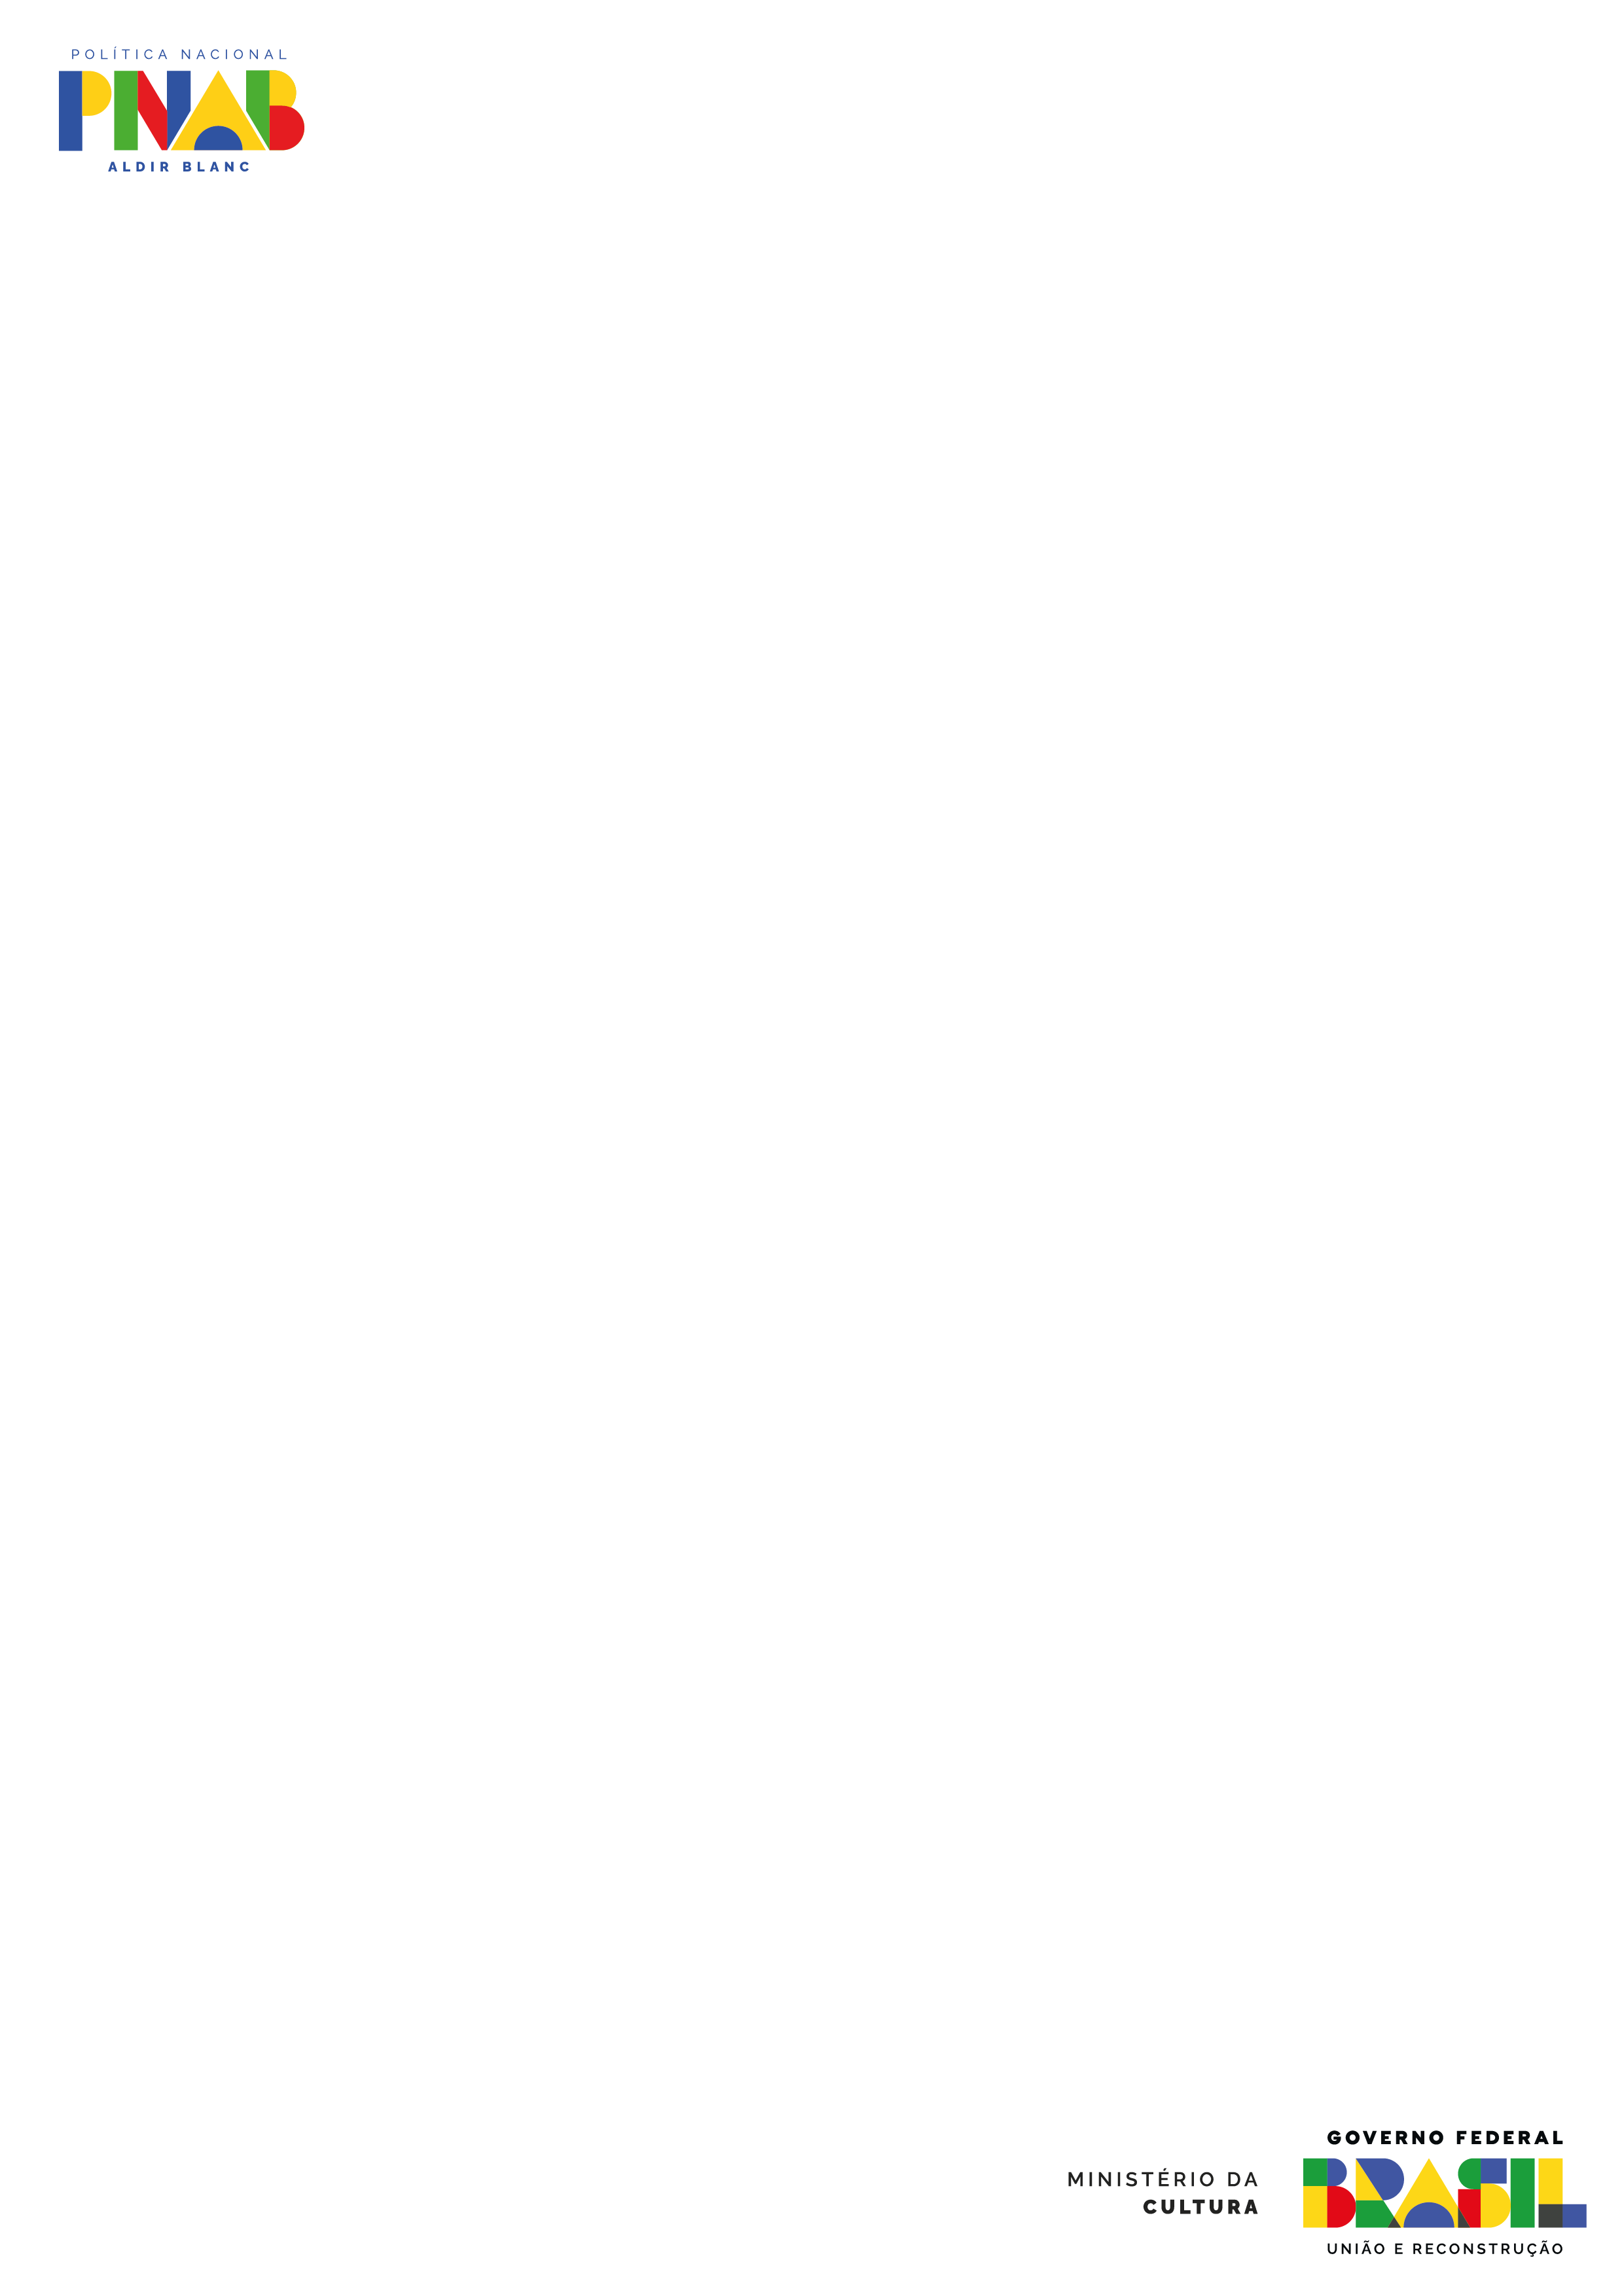 POLÍTICA NACIONAL
PNAB
ALDIR BLANC
GOVERNO FEDERAL
MINISTÉRIO DA
CULTURA
BRASIL
UNIÃO E RECONSTRUÇÃO